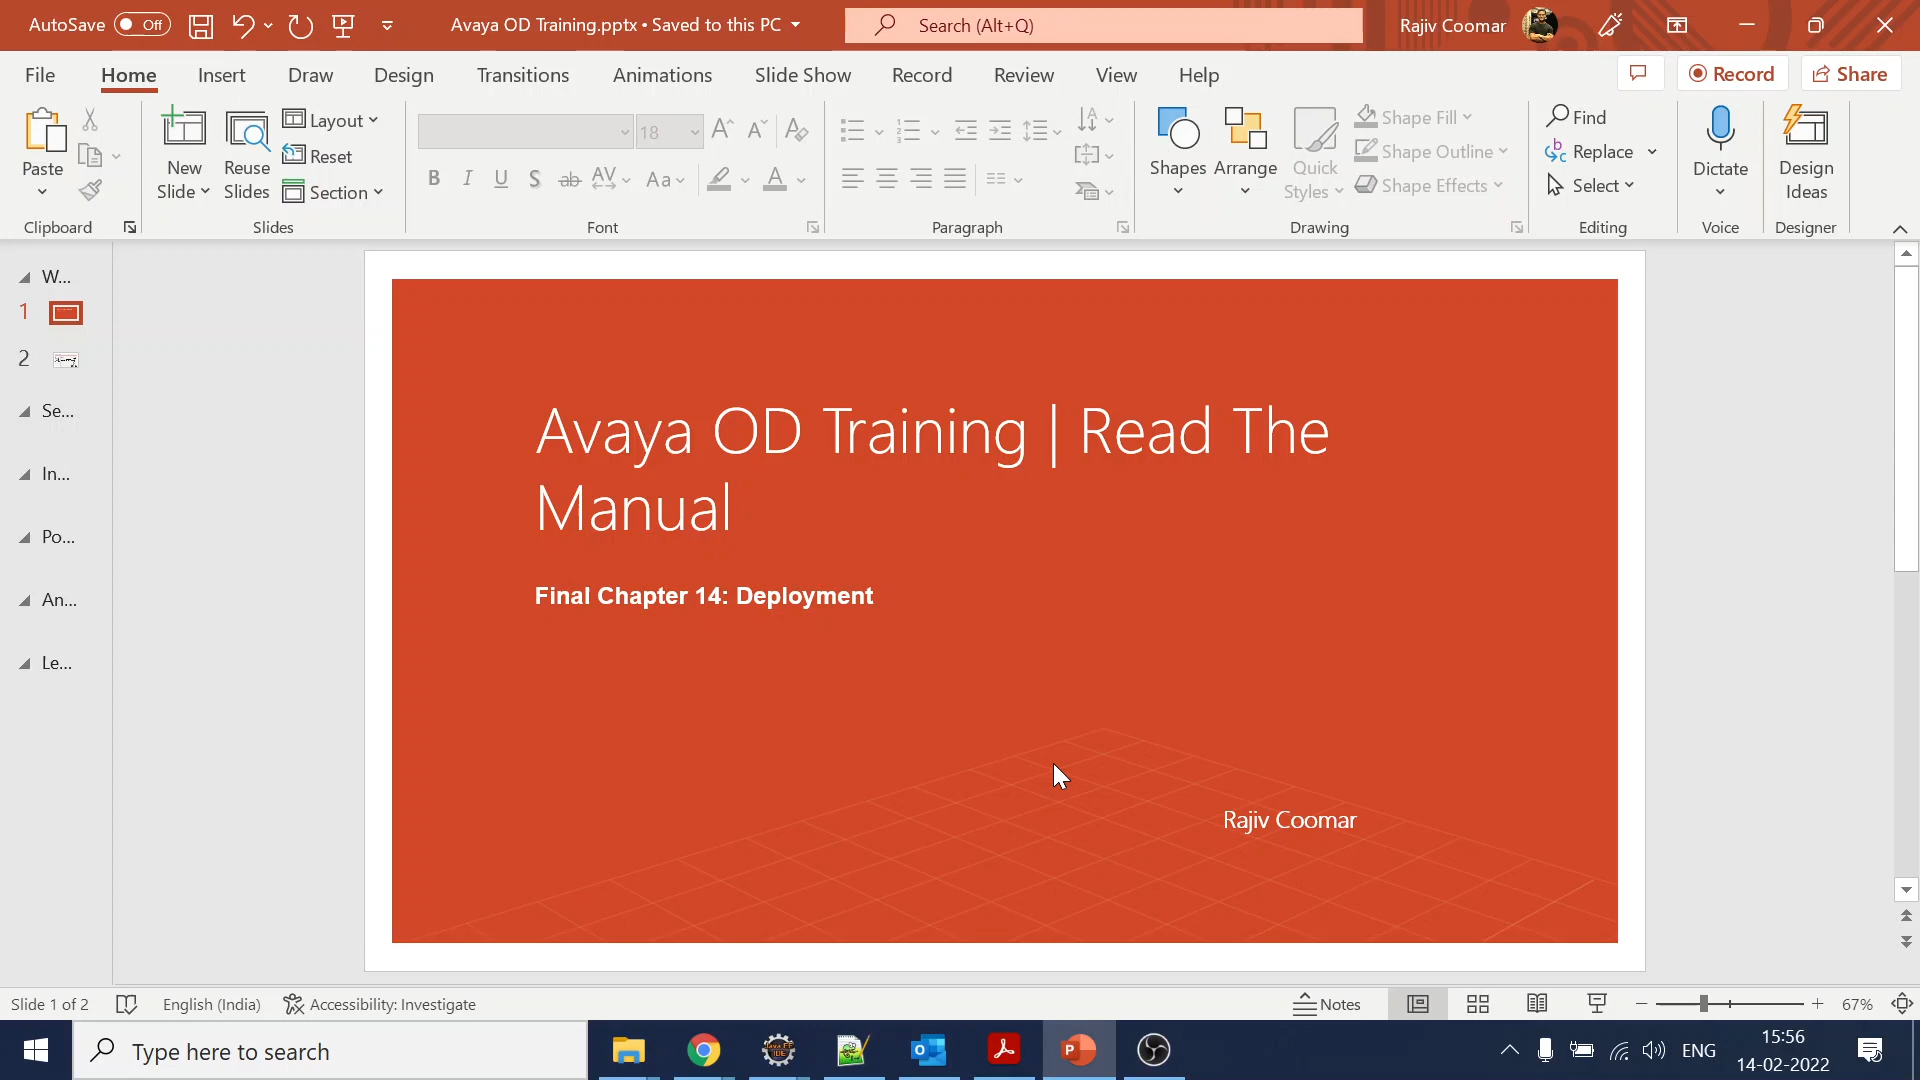 AutoSave Off Avaya OD Training.pptx • Saved to this PC Search (Alt+Q) Rajiv Coomar
File Home Insert Draw Design Transitions Animations Slide Show Record Review View Help Record Share
Paste New Slide Reuse Slides Layout Reset Section 18 Shapes Arrange Quick Styles Shape Fill Shape Outline Shape Effects Find Replace Select Dictate Design Ideas
Clipboard Slides Font Paragraph Drawing Editing Voice Designer
W...
1
2
Se...
In...
Po...
An...
Le...
Avaya OD Training | Read The
Manual
Final Chapter 14: Deployment
Rajiv Coomar
Slide 1 of 2 English (India) Accessibility: Investigate Notes 67%
Type here to search ENG 15:56
14-02-2022